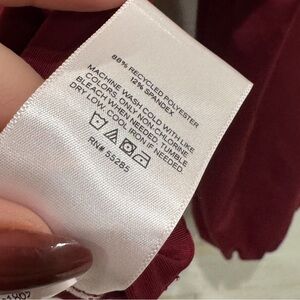 88% RECYCLED POLYESTER
12% SPANDEX
MACHINE WASH COLD WITH LIKE
COLORS. ONLY NON-CHLORINE
BLEACH WHEN NEEDED. TUMBLE
DRY LOW. COOL IRON IF NEEDED.
RN# 55285